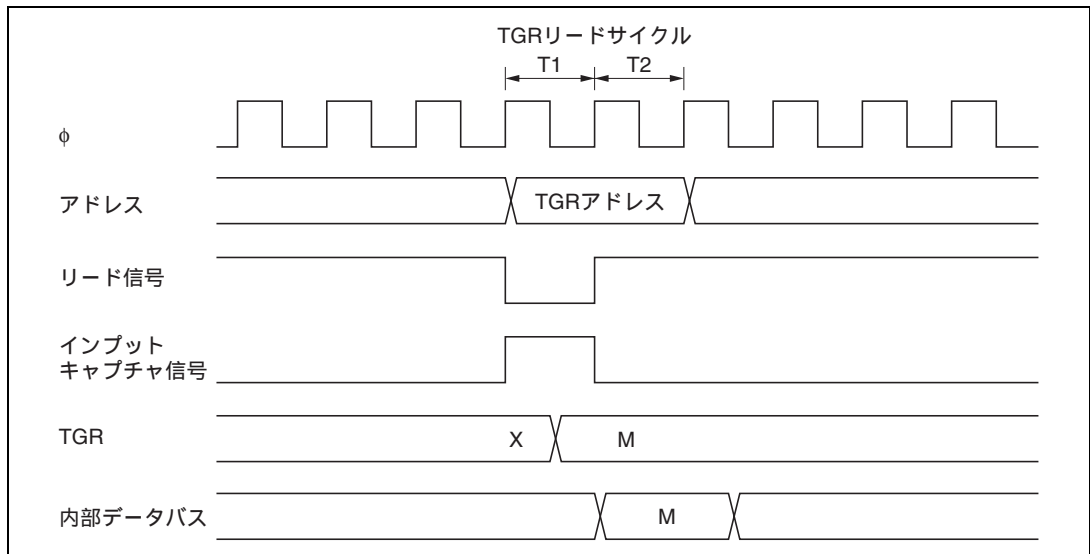 TGRリードサイクル
T1 T2
φ
アドレス TGRアドレス
リード信号
インプット
キャプチャ信号
TGR X M
内部データバス M